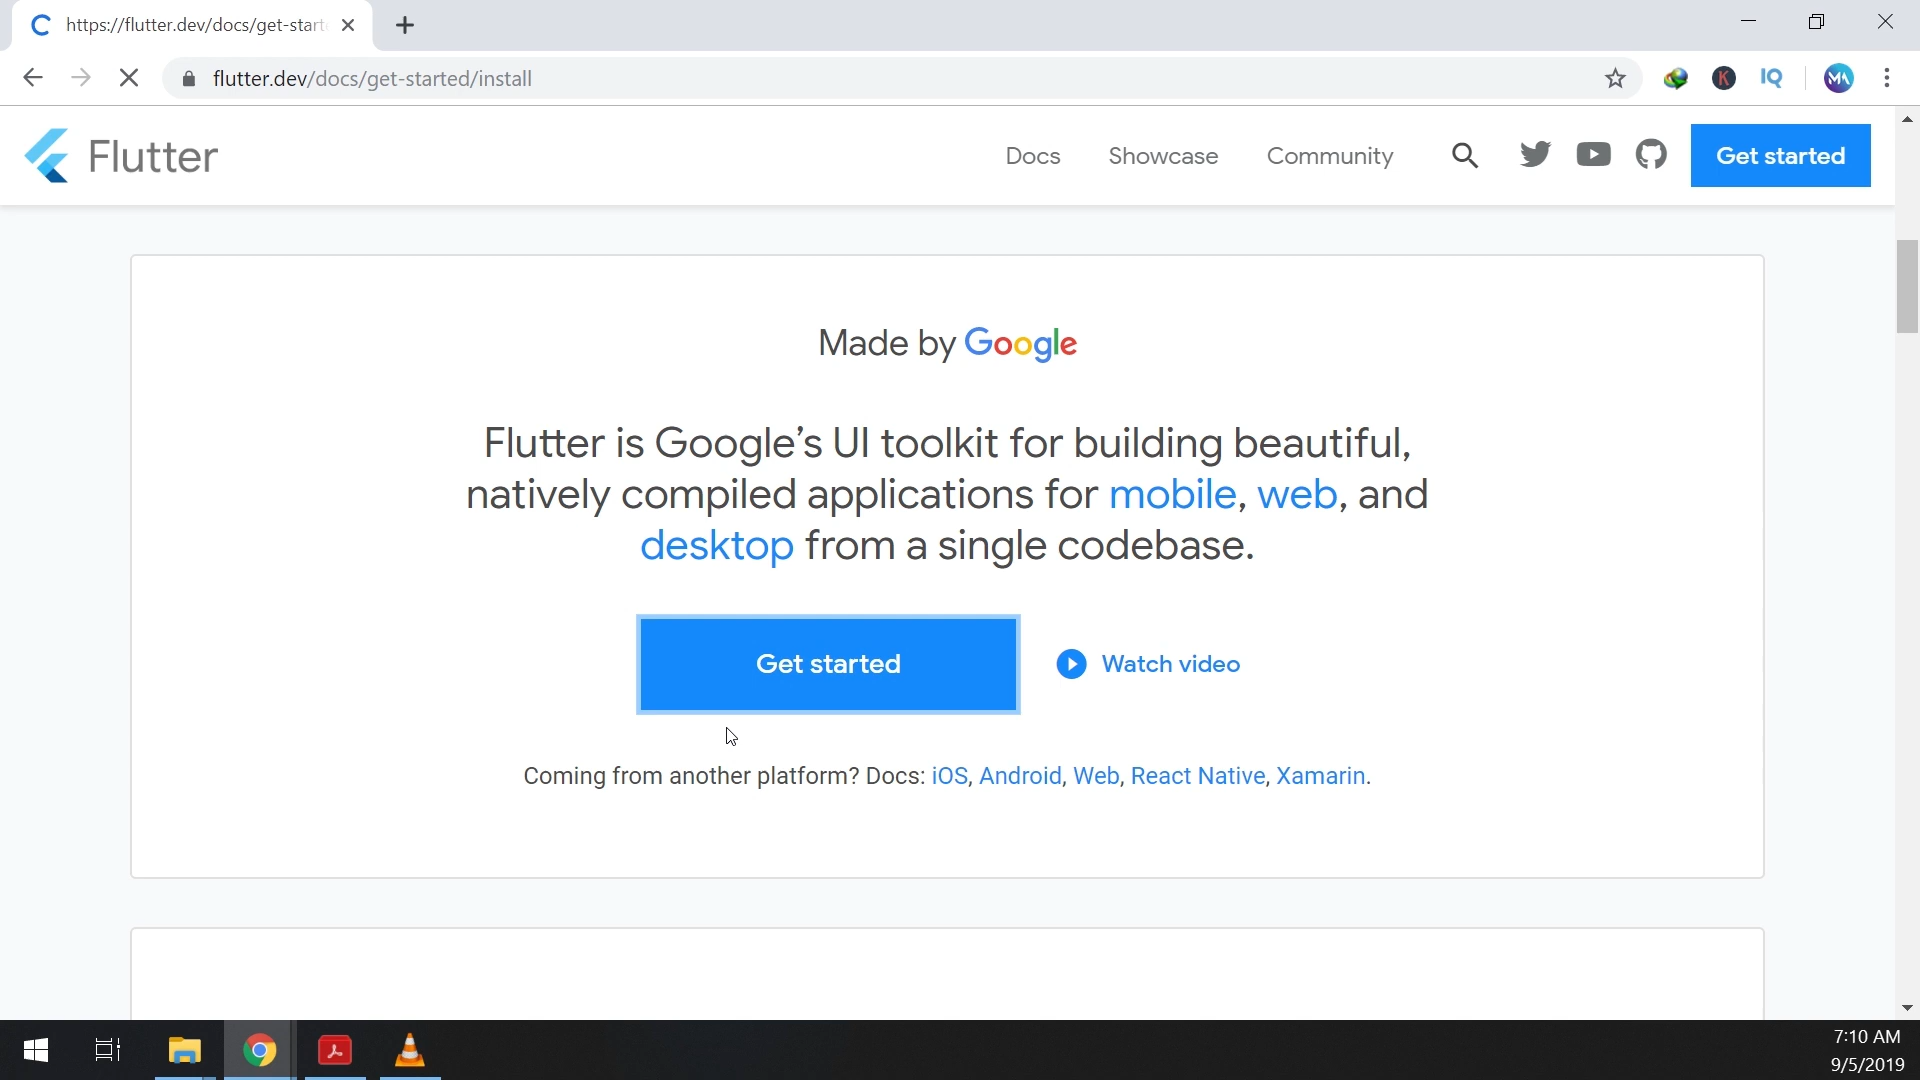 https://flutter.dev/docs/get-start
flutter.dev/docs/get-started/install
K
IQ
MA
Flutter
Docs
Showcase
Community
Get started
Made by Google
Flutter is Google’s UI toolkit for building beautiful,
natively compiled applications for mobile, web, and
desktop from a single codebase.
Get started
Watch video
Coming from another platform? Docs: iOS, Android, Web, React Native, Xamarin.
7:10 AM
9/5/2019